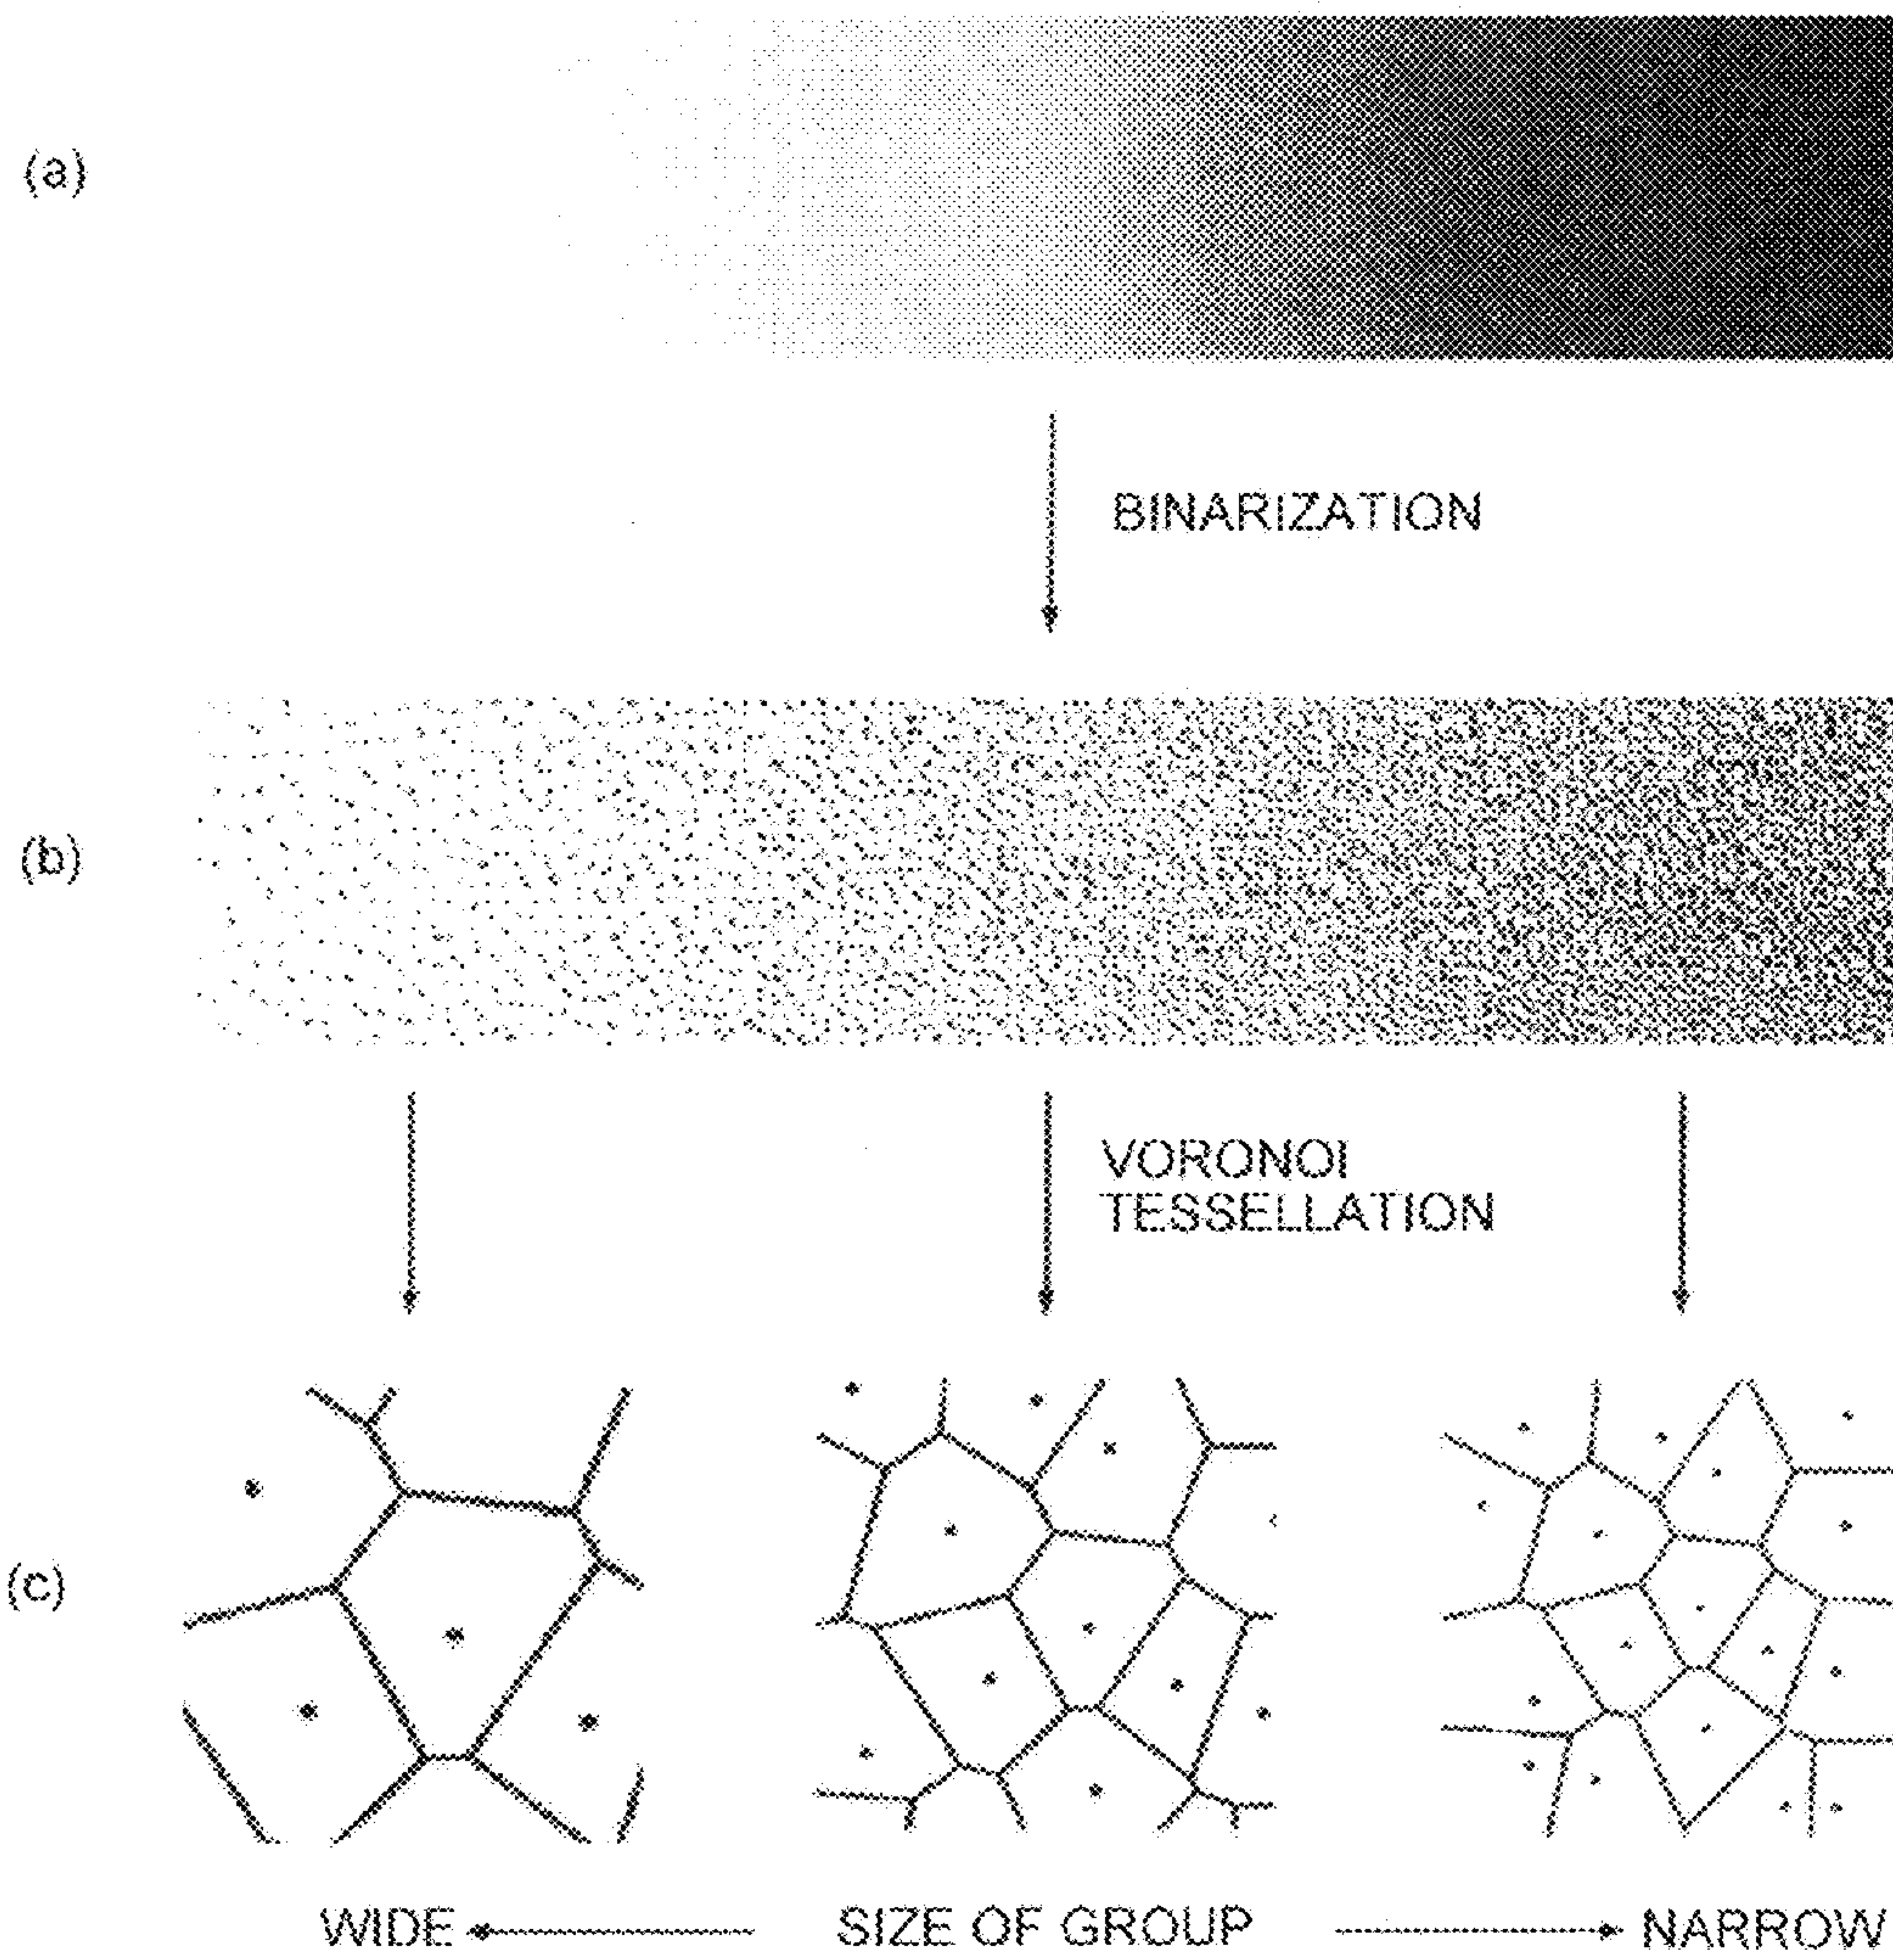 (a)
BINARIZATION
(b)
VORONOI
TESSELLATION
(c)
WIDE
SIZE OF GROUP
NARROW